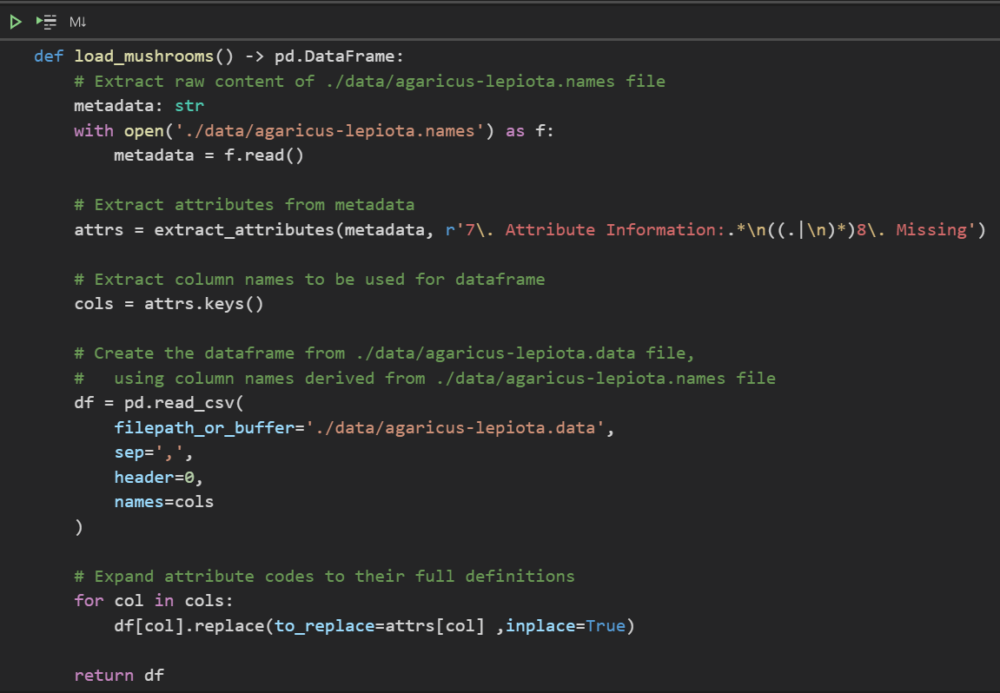 M↓
def load_mushrooms() -> pd.DataFrame:
    # Extract raw content of ./data/agaricus-lepiota.names file
    metadata: str
    with open('./data/agaricus-lepiota.names') as f:
        metadata = f.read()

    # Extract attributes from metadata
    attrs = extract_attributes(metadata, r'7\. Attribute Information:.*\n((.|\n)*)8\. Missing')

    # Extract column names to be used for dataframe
    cols = attrs.keys()

    # Create the dataframe from ./data/agaricus-lepiota.data file,
    #   using column names derived from ./data/agaricus-lepiota.names file
    df = pd.read_csv(
        filepath_or_buffer='./data/agaricus-lepiota.data',
        sep=',',
        header=0,
        names=cols
    )

    # Expand attribute codes to their full definitions
    for col in cols:
        df[col].replace(to_replace=attrs[col] ,inplace=True)

    return df